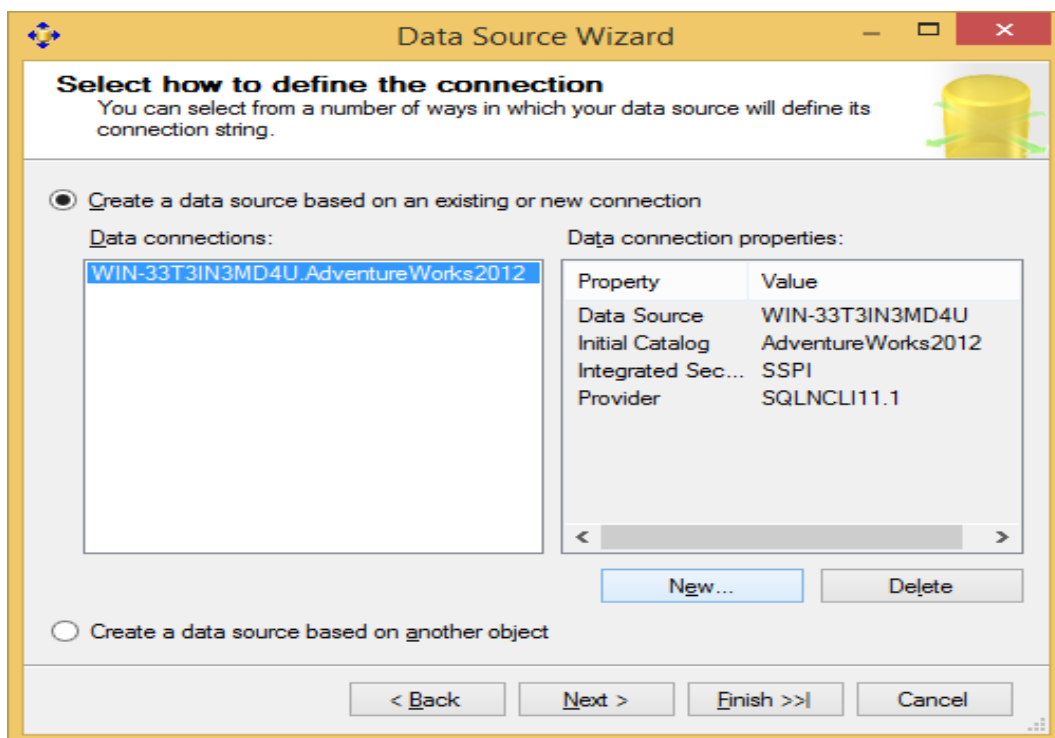 Data Source Wizard
Select how to define the connection
You can select from a number of ways in which your data source will define its
connection string.
Create a data source based on an existing or new connection
Data connections:
WIN-33T3IN3MD4U.AdventureWorks2012
Data connection properties:
Property Value
Data Source WIN-33T3IN3MD4U
Initial Catalog AdventureWorks2012
Integrated Sec... SSPI
Provider SQLNCLI11.1
New... Delete
Create a data source based on another object
< Back Next > Finish >>| Cancel